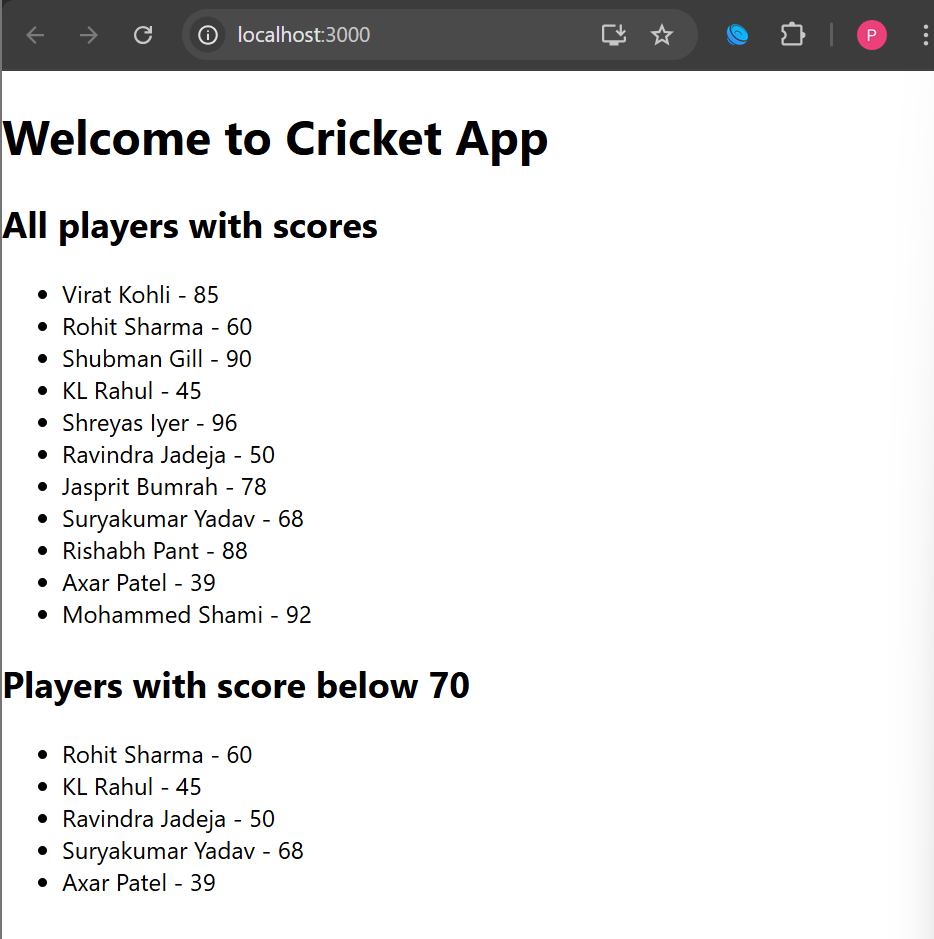 localhost:3000
P
Welcome to Cricket App
All players with scores
Virat Kohli - 85
Rohit Sharma - 60
Shubman Gill - 90
KL Rahul - 45
Shreyas Iyer - 96
Ravindra Jadeja - 50
Jasprit Bumrah - 78
Suryakumar Yadav - 68
Rishabh Pant - 88
Axar Patel - 39
Mohammed Shami - 92
Players with score below 70
Rohit Sharma - 60
KL Rahul - 45
Ravindra Jadeja - 50
Suryakumar Yadav - 68
Axar Patel - 39